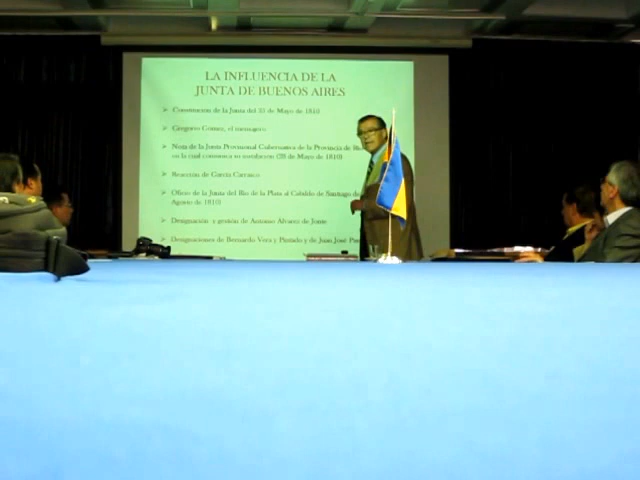 LA INFLUENCIA DE LA
JUNTA DE BUENOS AIRES
Constitución de la Junta del 25 de Mayo de 1810
Gregorio Gómez, el mensajero
Nota de la Junta Provisional Gubernativa de la Provincia de
en la cual comunica su instalación (28 de Mayo de 1810)
Reacción de García Carrasco
Oficio de la Junta del Río de la Plata al Cabildo de Santiago de
Agosto de 1810)
Designación y gestión de Antonio Alvarez de Jonte
Designaciones de Bernardo Vera y Pintado y de Juan José